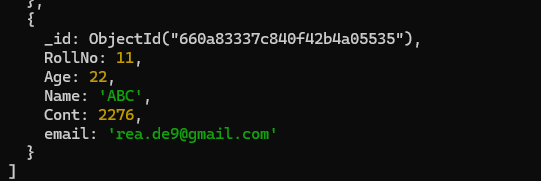 },
{
_id: ObjectId("660a83337c840f42b4a05535"),
RollNo: 11,
Age: 22,
Name: 'ABC',
Cont: 2276,
email: 'rea.de9@gmail.com'
}
]